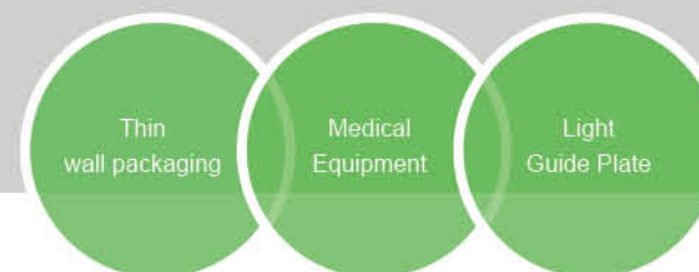 Thin
wall packaging
Medical
Equipment
Light
Guide Plate